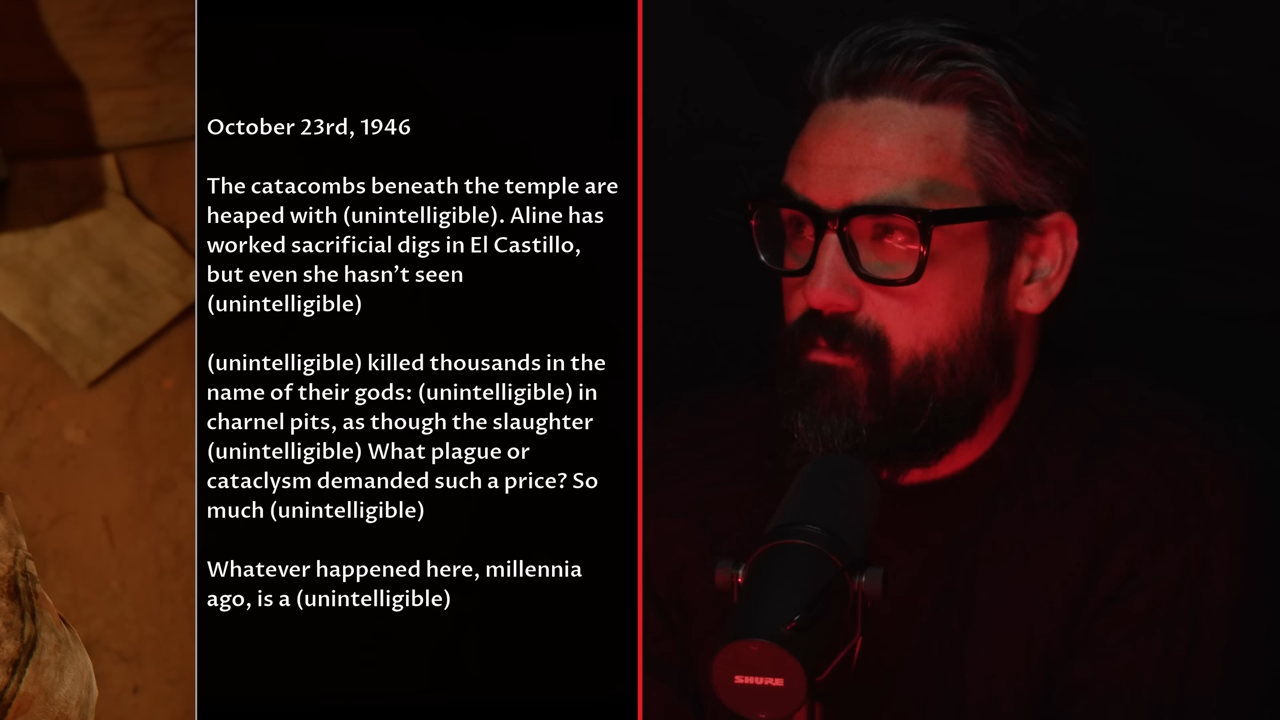 October 23rd, 1946
The catacombs beneath the temple are
heaped with (unintelligible). Aline has
worked sacrificial digs in El Castillo,
but even she hasn’t seen
(unintelligible)
(unintelligible) killed thousands in the
name of their gods: (unintelligible) in
charnel pits, as though the slaughter
(unintelligible) What plague or
cataclysm demanded such a price? So
much (unintelligible)
Whatever happened here, millennia
ago, is a (unintelligible)
SHURE